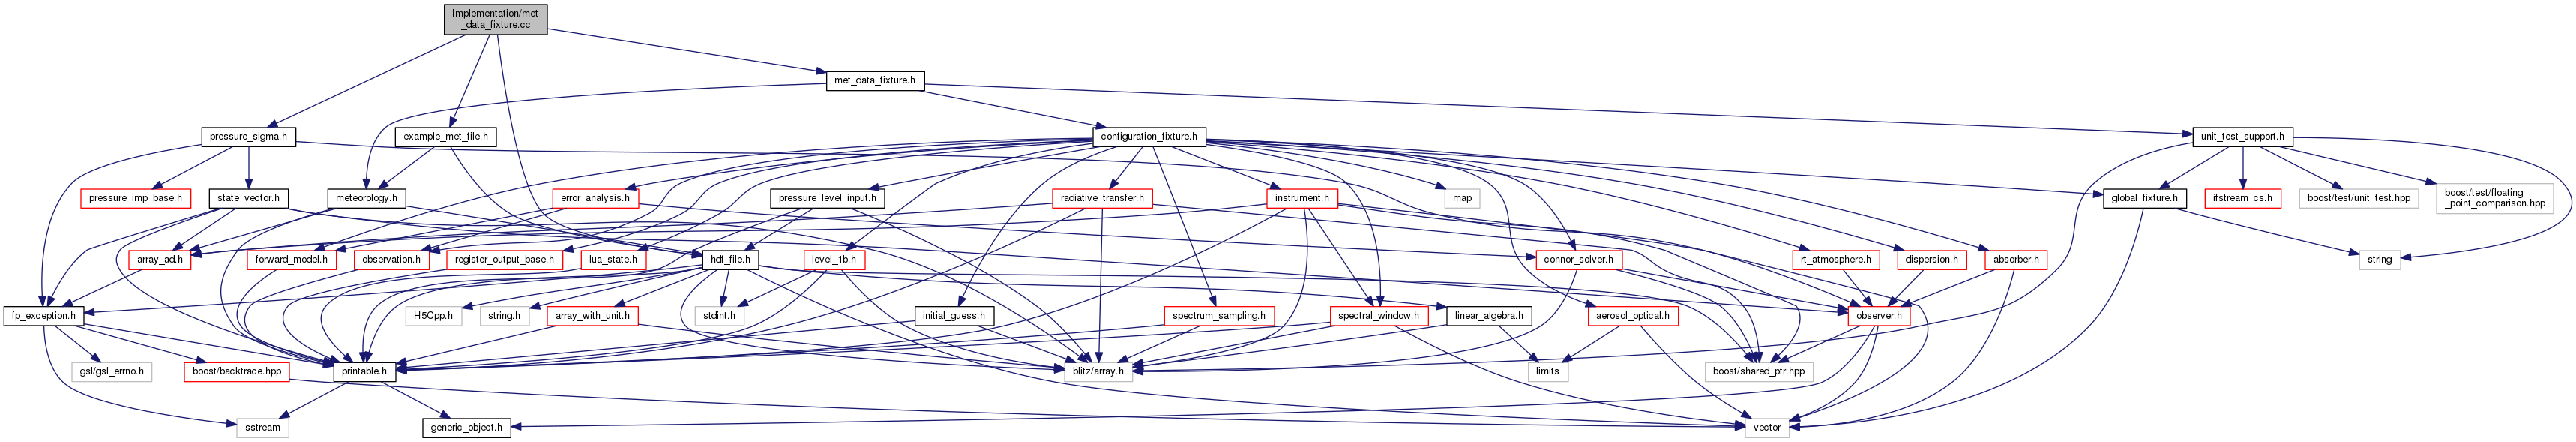 Implementation/met
_data_fixture.cc
met_data_fixture.h
pressure_sigma.h
example_met_file.h
configuration_fixture.h
unit_test_support.h
pressure_imp_base.h
state_vector.h
meteorology.h
error_analysis.h
pressure_level_input.h
radiative_transfer.h
instrument.h
map
global_fixture.h
ifstream_cs.h
boost/test/unit_test.hpp
boost/test/floating
_point_comparison.hpp
array_ad.h
forward_model.h
observation.h
register_output_base.h
lua_state.h
hdf_file.h
level_1b.h
connor_solver.h
rt_atmosphere.h
dispersion.h
absorber.h
string
fp_exception.h
H5Cpp.h
string.h
array_with_unit.h
stdint.h
initial_guess.h
spectrum_sampling.h
spectral_window.h
linear_algebra.h
aerosol_optical.h
observer.h
gsl/gsl_errno.h
boost/backtrace.hpp
printable.h
blitz/array.h
limits
boost/shared_ptr.hpp
sstream
generic_object.h
vector